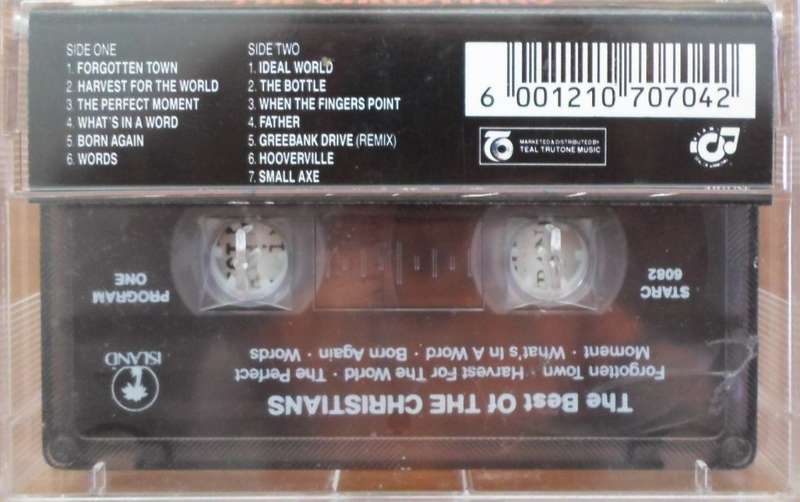 SIDE ONE
1. FORGOTTEN TOWN
2. HARVEST FOR THE WORLD
3. THE PERFECT MOMENT
4. WHAT'S IN A WORD
5. BORN AGAIN
6. WORDS
SIDE TWO
1. IDEAL WORLD
2. THE BOTTLE
3. WHEN THE FINGERS POINT
4. FATHER
5. GREEBANK DRIVE (REMIX)
6. HOOVERVILLE
7. SMALL AXE
6 001210 707042
MARKETED & DISTRIBUTED BY
TEAL TRUTONE MUSIC
The Best Of THE CHRISTIANS
Forgotten Town · Harvest For The World · The Perfect
Moment · What's In A Word · Born Again · Words
ISLAND
PROGRAM
ONE
STARC
6082